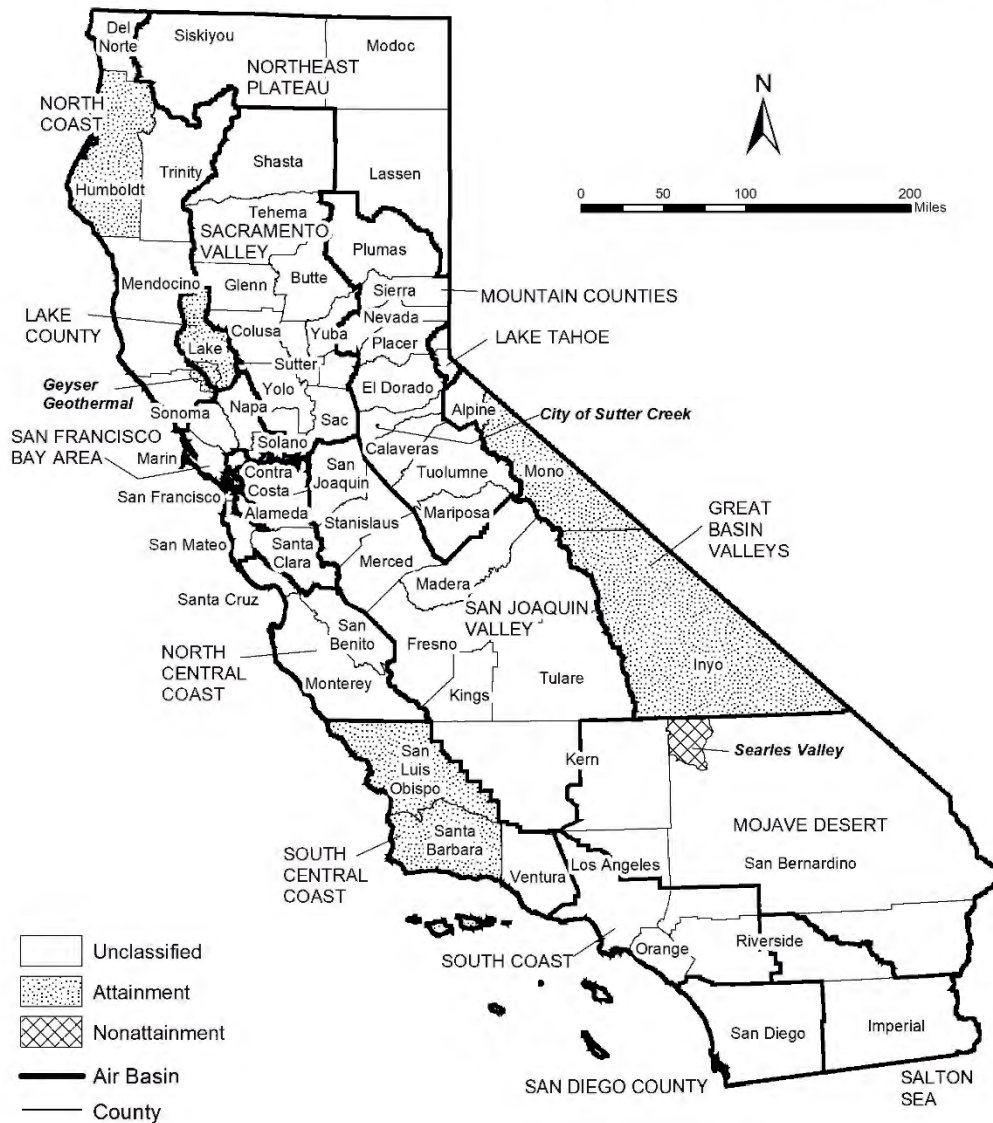 Del
Norte
Siskiyou
Modoc
NORTHEAST
PLATEAU
NORTH
COAST
N
Trinity
Shasta
Lassen
Humboldt
0 50 100 200
Miles
Tehema
SACRAMENTO
VALLEY
Plumas
Mendocino
Glenn
Butte
Sierra
MOUNTAIN COUNTIES
LAKE
COUNTY
Colusa
Yuba
Nevada
Placer
LAKE TAHOE
Lake
Sutter
Geyser
Geothermal
Yolo
El Dorado
Sonoma
Napa
Sac
Alpine
City of Sutter Creek
SAN FRANCISCO
BAY AREA
Marin
Solano
Calaveras
Contra
Costa
San
Joaquin
Tuolumne
Mono
San Francisco
Alameda
Stanislaus
Mariposa
GREAT
BASIN
VALLEYS
San Mateo
Santa
Clara
Merced
Madera
Santa Cruz
SAN JOAQUIN
VALLEY
San
Benito
Fresno
NORTH
CENTRAL
COAST
Monterey
Kings
Tulare
Inyo
San
Luis
Obispo
Kern
Searles Valley
Santa
Barbara
MOJAVE DESERT
SOUTH
CENTRAL
COAST
Ventura
Los Angeles
San Bernardino
SOUTH COAST
Orange
Riverside
San Diego
Imperial
SAN DIEGO COUNTY
SALTON
SEA
Unclassified
Attainment
Nonattainment
Air Basin
County